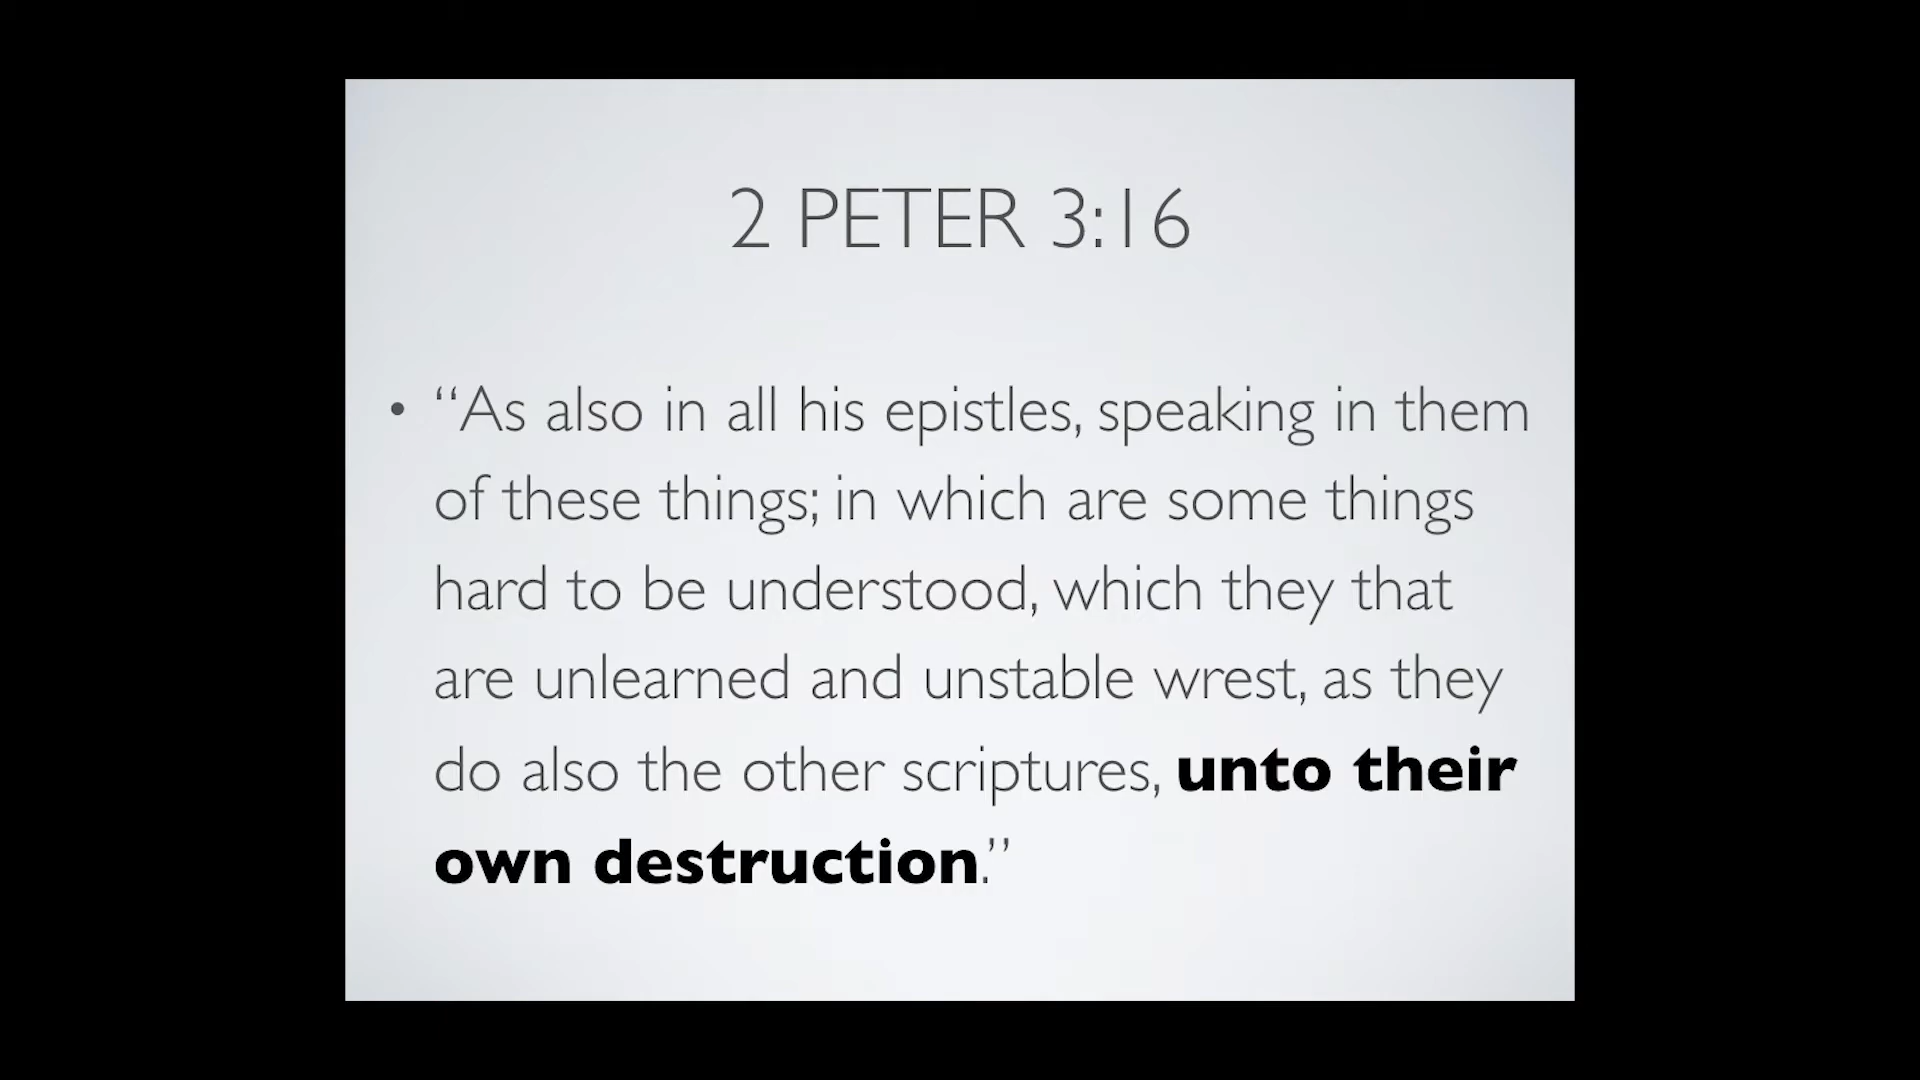 2 PETER 3:16
• “As also in all his epistles, speaking in them
of these things; in which are some things
hard to be understood, which they that
are unlearned and unstable wrest, as they
do also the other scriptures, unto their
own destruction.”